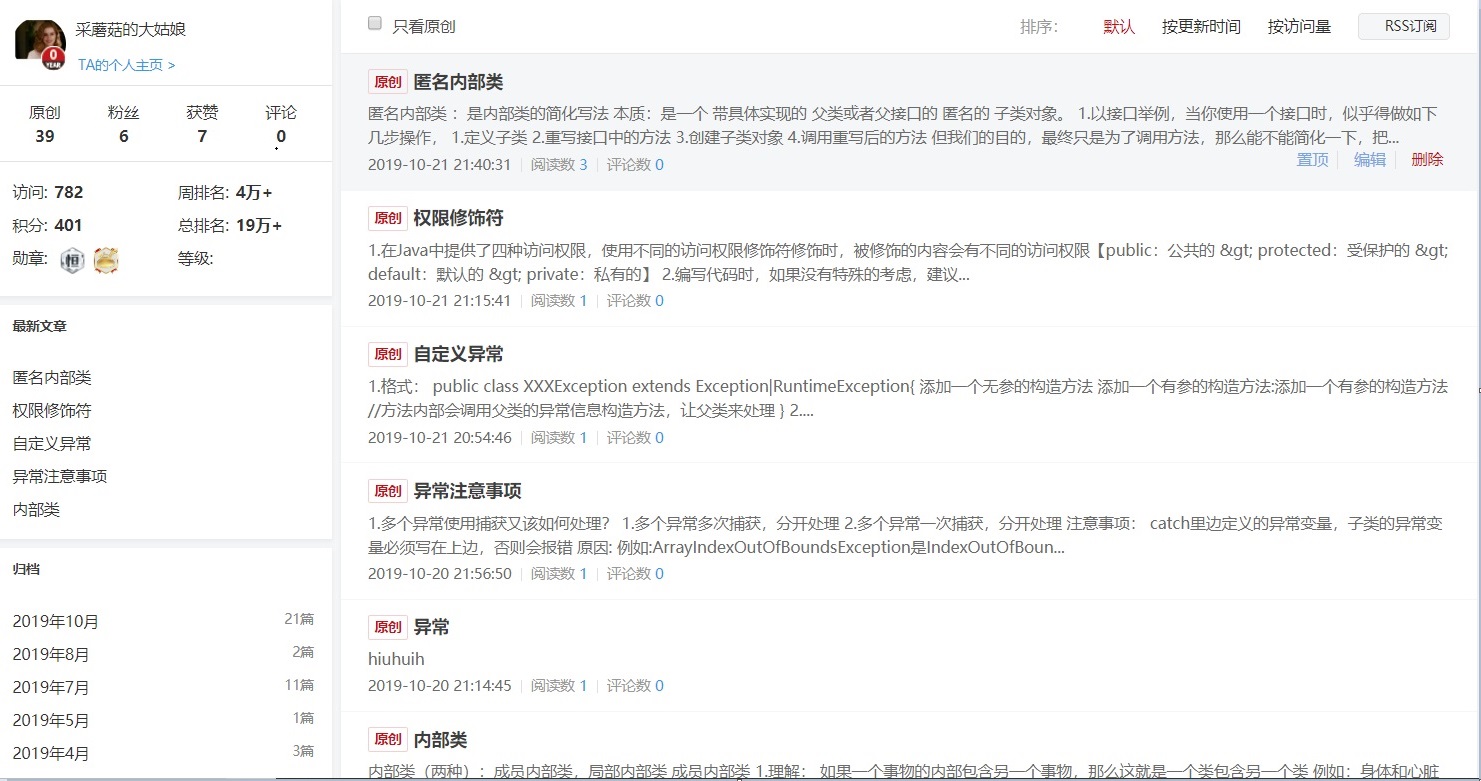 采蘑菇的大姑娘
0
YEAR
TA的个人主页 >
原创 粉丝 获赞 评论
39 6 7 0
访问: 782 周排名: 4万+
积分: 401 总排名: 19万+
勋章: 恒 等级:
最新文章
匿名内部类
权限修饰符
自定义异常
异常注意事项
内部类
归档
2019年10月 21篇
2019年8月 2篇
2019年7月 11篇
2019年5月 1篇
2019年4月 3篇
只看原创 排序: 默认 按更新时间 按访问量 RSS订阅
原创 匿名内部类
匿名内部类 ：是内部类的简化写法 本质：是一个 带具体实现的 父类或者父接口的 匿名的 子类对象。 1.以接口举例，当你使用一个接口时，似乎得做如下
几步操作， 1.定义子类 2.重写接口中的方法 3.创建子类对象 4.调用重写后的方法 但我们的目的，最终只是为了调用方法，那么能不能简化一下，把...
2019-10-21 21:40:31 阅读数 3 评论数 0 置顶 编辑 删除
原创 权限修饰符
1.在Java中提供了四种访问权限，使用不同的访问权限修饰符修饰时，被修饰的内容会有不同的访问权限【public：公共的 &gt; protected：受保护的 &gt;
default：默认的 &gt; private：私有的】 2.编写代码时，如果没有特殊的考虑，建议...
2019-10-21 21:15:41 阅读数 1 评论数 0
原创 自定义异常
1.格式： public class XXXException extends Exception|RuntimeException{ 添加一个无参的构造方法 添加一个有参的构造方法:添加一个有参的构造方法
//方法内部会调用父类的异常信息构造方法，让父类来处理 } 2....
2019-10-21 20:54:46 阅读数 1 评论数 0
原创 异常注意事项
1.多个异常使用捕获又该如何处理？ 1.多个异常多次捕获，分开处理 2.多个异常一次捕获，分开处理 注意事项： catch里边定义的异常变量，子类的异常变
量必须写在上边，否则会报错 原因: 例如:ArrayIndexOutOfBoundsException是IndexOutOfBoun...
2019-10-20 21:56:50 阅读数 1 评论数 0
原创 异常
hiuhuih
2019-10-20 21:14:45 阅读数 1 评论数 0
原创 内部类
内部类（两种）：成员内部类，局部内部类 成员内部类 1.理解： 如果一个事物的内部包含另一个事物，那么这就是一个类包含另一个类 例如：身体和心脏